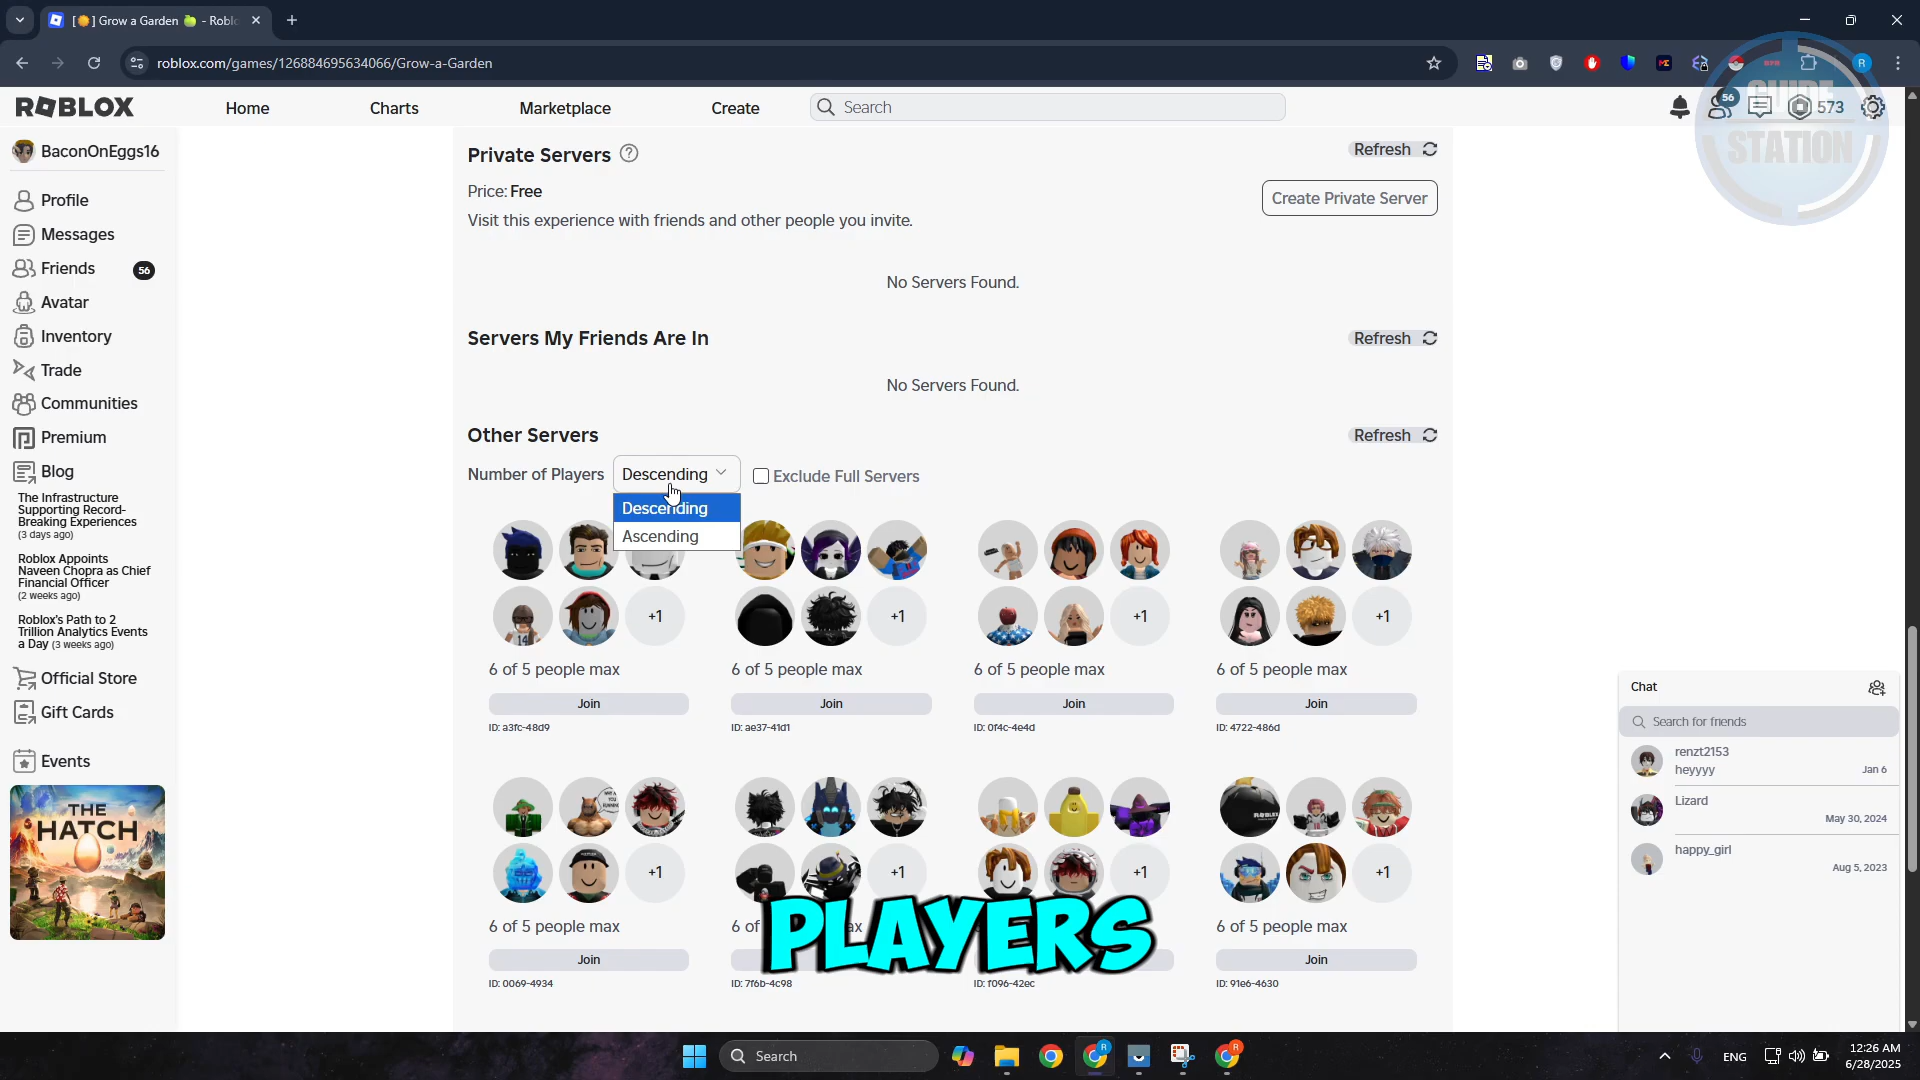 [🌞] Grow a Garden 🍏 - Roblo
roblox.com/games/126884695634066/Grow-a-Garden
ROBLOX
Home
Charts
Marketplace
Create
Search
56
573
GUIDE
STATION
BaconOnEggs16
Profile
Messages
Friends
56
Avatar
Inventory
Trade
Communities
Premium
Blog
The Infrastructure
Supporting Record-
Breaking Experiences
(3 days ago)
Roblox Appoints
Naveen Chopra as Chief
Financial Officer
(2 weeks ago)
Roblox's Path to 2
Trillion Analytics Events
a Day (3 weeks ago)
Official Store
Gift Cards
Events
THE
HATCH
Private Servers
Refresh
Price: Free
Create Private Server
Visit this experience with friends and other people you invite.
No Servers Found.
Servers My Friends Are In
Refresh
No Servers Found.
Other Servers
Refresh
Number of Players
Descending
Exclude Full Servers
Descending
Ascending
+1
+1
+1
+1
6 of 5 people max
6 of 5 people max
6 of 5 people max
6 of 5 people max
Join
Join
Join
Join
ID: a3fc-48d9
ID: ae37-41d1
ID: 0f4c-4e4d
ID: 4722-486d
+1
+1
+1
+1
6 of 5 people max
6 of
ax
6 of 5 people max
PLAYERS
Join
Join
ID: 0069-4934
ID: 7f6b-4c98
ID: f096-42ec
ID: 91e6-4630
Chat
Search for friends
renzt2153
heyyyy
Jan 6
Lizard
May 30, 2024
happy_girl
Aug 5, 2023
Search
ENG
12:26 AM
6/28/2025